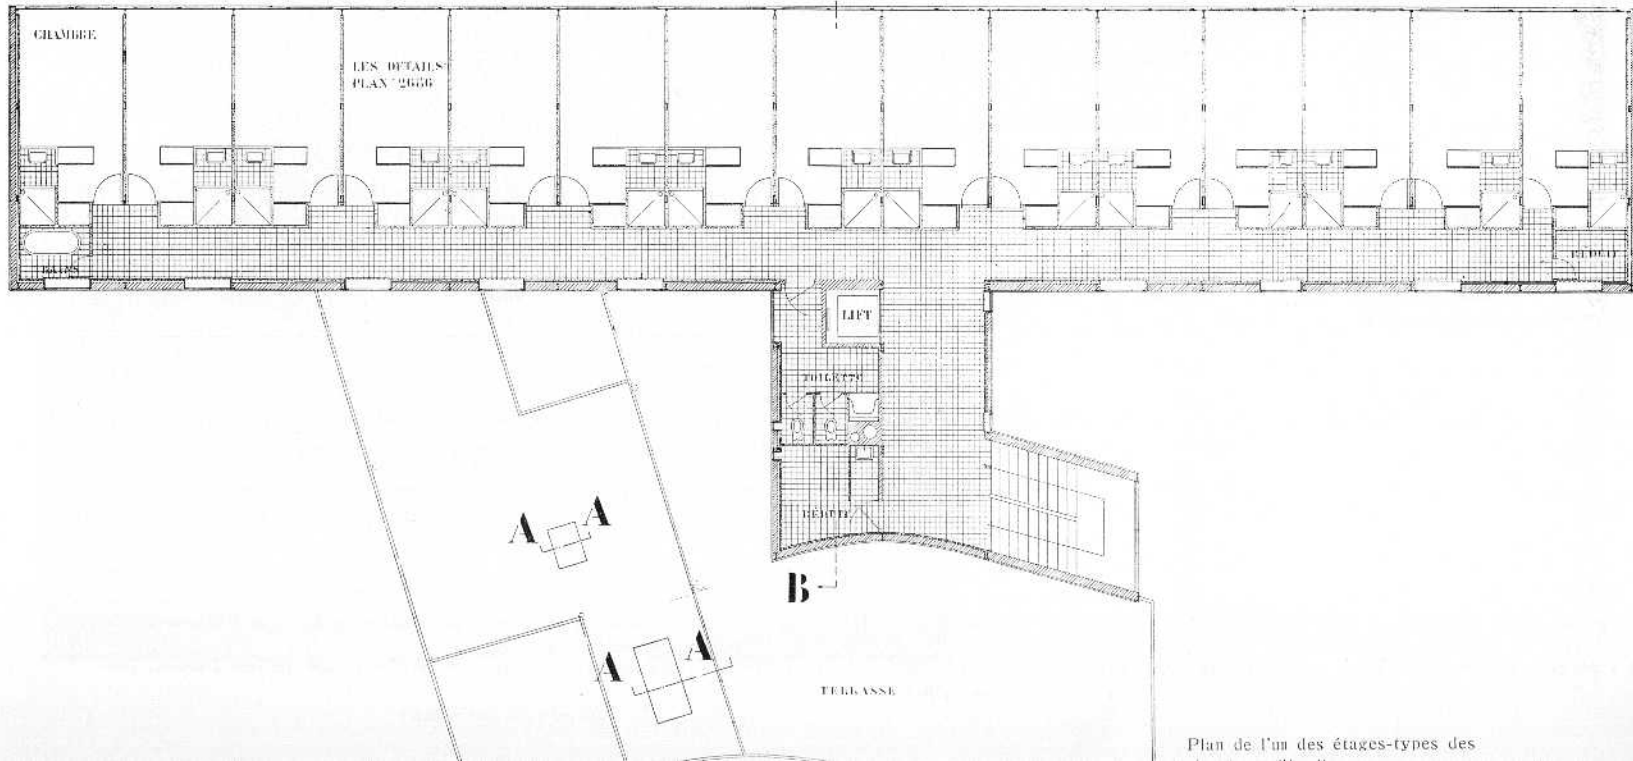 CHAMBRE
LES DETAILS
PLAN 2666
BAINS
REDUIT
LIFT
TOILETTE
REDUIT
A A
B
A A
TERRASSE
Plan de l'un des étages-types des